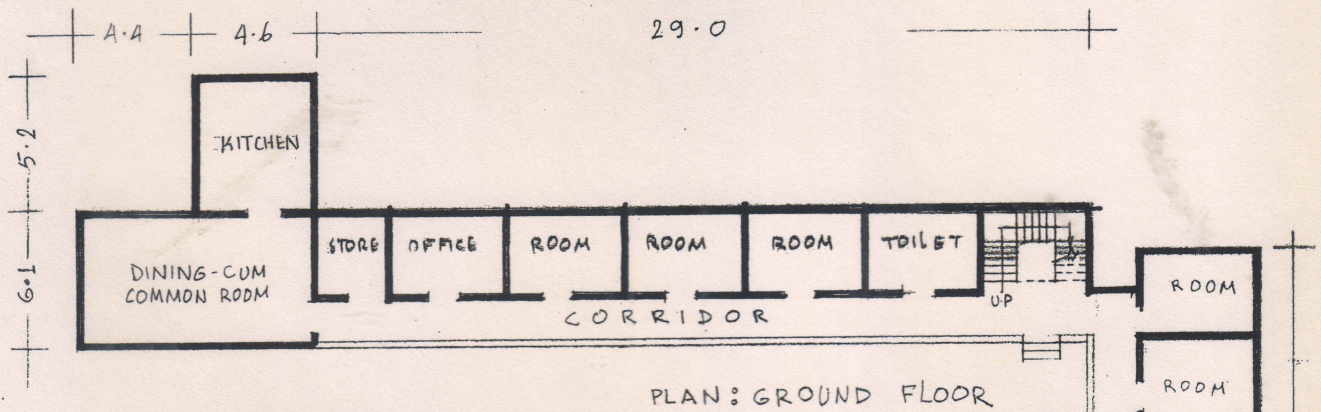 4.4
4.6
29.0
5.2
KITCHEN
6.1
DINING-CUM
COMMON ROOM
STORE
OFFICE
ROOM
ROOM
ROOM
TOILET
UP
ROOM
CORRIDOR
PLAN: GROUND FLOOR
ROOM